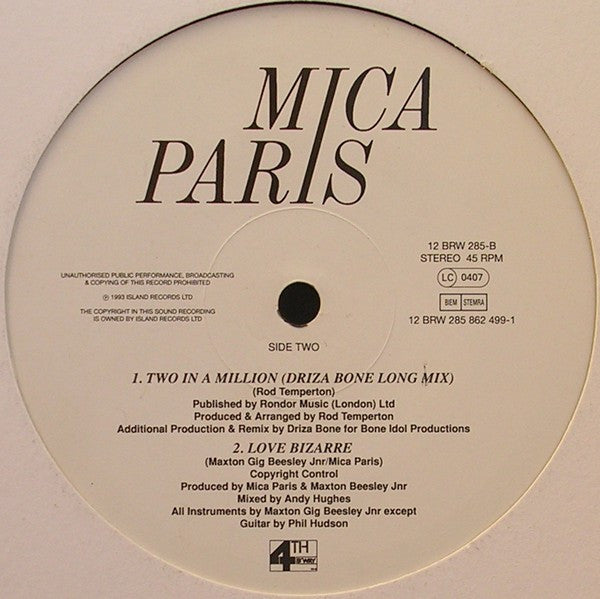 MICA
PARIS
12 BRW 285-B
STEREO 45 RPM
LC 0407
BIEM STEMRA
12 BRW 285 862 499-1
UNAUTHORISED PUBLIC PERFORMANCE, BROADCASTING
& COPYING OF THIS RECORD PROHIBITED
℗ 1993 ISLAND RECORDS LTD
THE COPYRIGHT IN THIS SOUND RECORDING
IS OWNED BY ISLAND RECORDS LTD
SIDE TWO
1. TWO IN A MILLION (DRIZA BONE LONG MIX)
(Rod Temperton)
Published by Rondor Music (London) Ltd
Produced & Arranged by Rod Temperton
Additional Production & Remix by Driza Bone for Bone Idol Productions
2. LOVE BIZARRE
(Maxton Gig Beesley Jnr/Mica Paris)
Copyright Control
Produced by Mica Paris & Maxton Beesley Jnr
Mixed by Andy Hughes
All Instruments by Maxton Gig Beesley Jnr except
Guitar by Phil Hudson
4TH
B'WAY